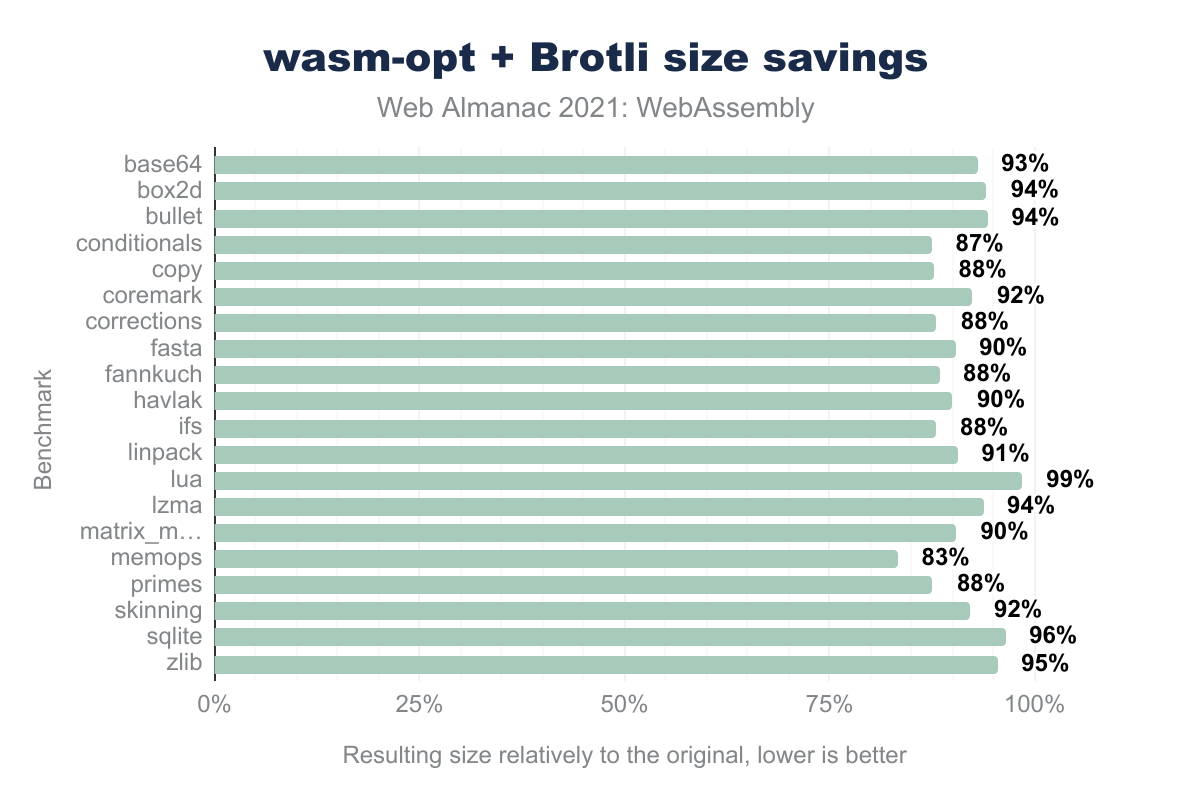 wasm-opt + Brotli size savings
Web Almanac 2021: WebAssembly
Benchmark
base64 93%
box2d 94%
bullet 94%
conditionals 87%
copy 88%
coremark 92%
corrections 88%
fasta 90%
fannkuch 88%
havlak 90%
ifs 88%
linpack 91%
lua 99%
lzma 94%
matrix_m… 90%
memops 83%
primes 88%
skinning 92%
sqlite 96%
zlib 95%
0% 25% 50% 75% 100%
Resulting size relatively to the original, lower is better